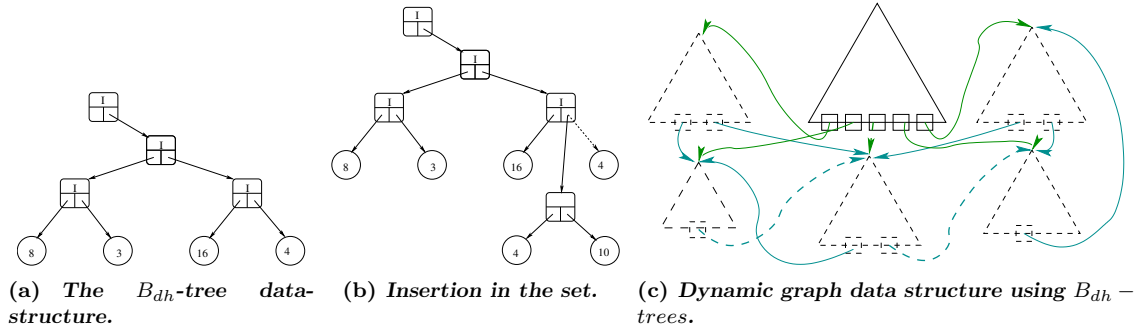 I
I
I
I
8
3
16
4
I
I
I
I
8
3
16
4
4
10
(a) The B_dh-tree data-
structure.
(b) Insertion in the set.
(c) Dynamic graph data structure using B_dh −
trees.